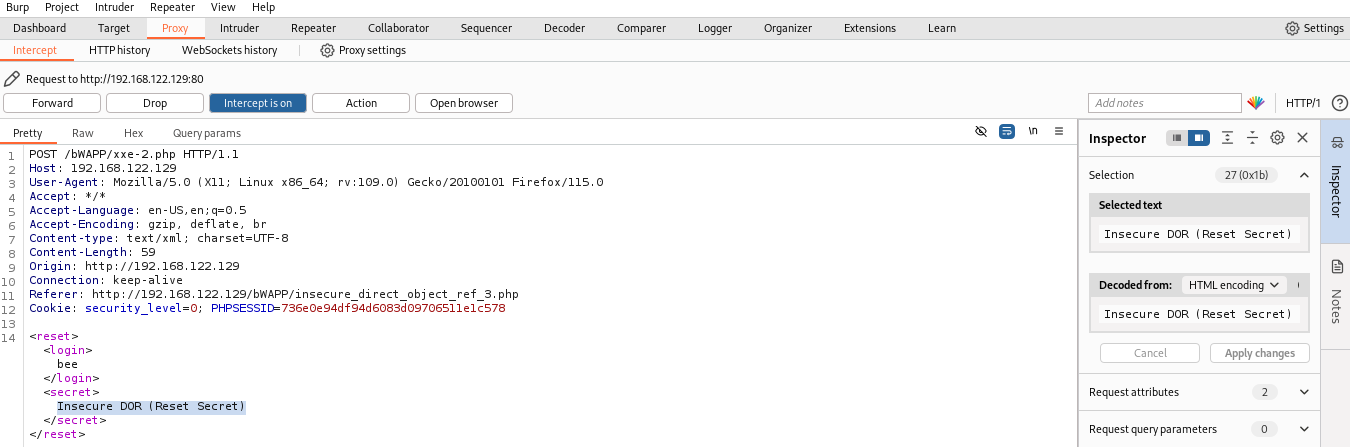 Burp Project Intruder Repeater View Help
Dashboard Target Proxy Intruder Repeater Collaborator Sequencer Decoder Comparer Logger Organizer Extensions Learn Settings
Intercept HTTP history WebSockets history Proxy settings
Request to http://192.168.122.129:80
Forward Drop Intercept is on Action Open browser Add notes HTTP/1
Pretty Raw Hex Query params \n
Inspector
1 POST /bWAPP/xxe-2.php HTTP/1.1
2 Host: 192.168.122.129
3 User-Agent: Mozilla/5.0 (X11; Linux x86_64; rv:109.0) Gecko/20100101 Firefox/115.0
4 Accept: */*
5 Accept-Language: en-US,en;q=0.5
6 Accept-Encoding: gzip, deflate, br
7 Content-type: text/xml; charset=UTF-8
8 Content-Length: 59
9 Origin: http://192.168.122.129
10 Connection: keep-alive
11 Referer: http://192.168.122.129/bWAPP/insecure_direct_object_ref_3.php
12 Cookie: security_level=0; PHPSESSID=736e0e94df94d6083d09706511e1c578
13
14 <reset>
<login>
bee
</login>
<secret>
Insecure DOR (Reset Secret)
</secret>
</reset>
Selection 27 (0x1b)
Selected text
Insecure DOR (Reset Secret)
Decoded from: HTML encoding
Insecure DOR (Reset Secret)
Cancel Apply changes
Request attributes 2
Request query parameters 0
Inspector
Notes